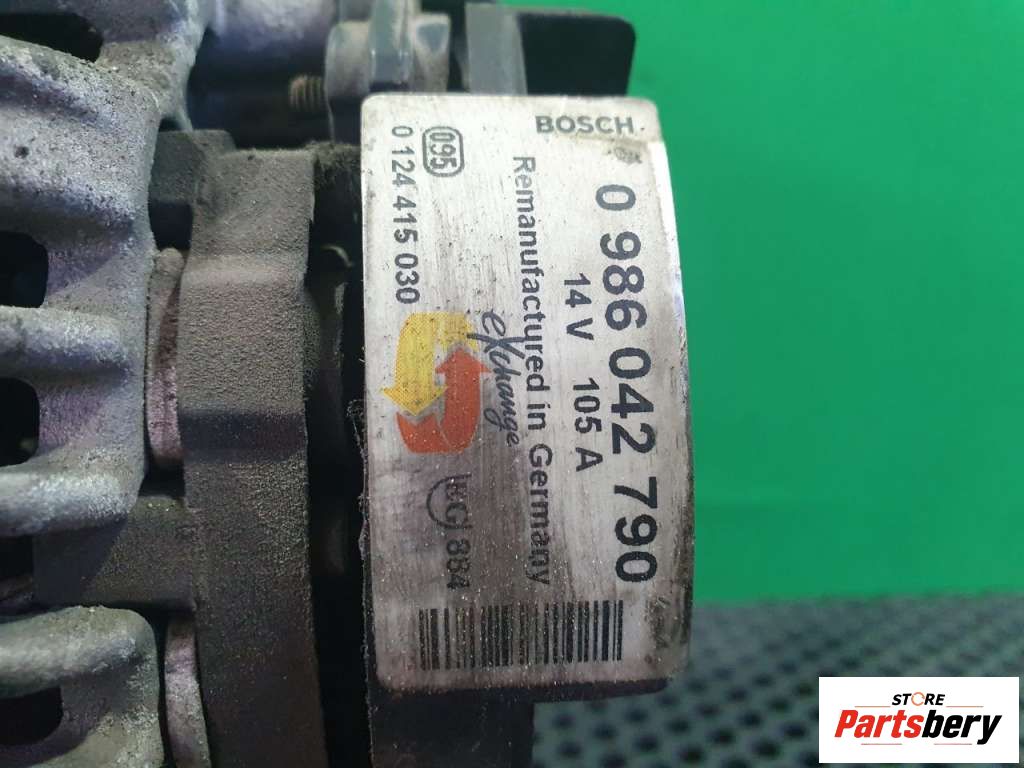 BOSCH
0 986 042 790
14 V 105 A
Remanufactured in Germany
eXchange
095
0 124 415 030
884
STORE
Partsbery